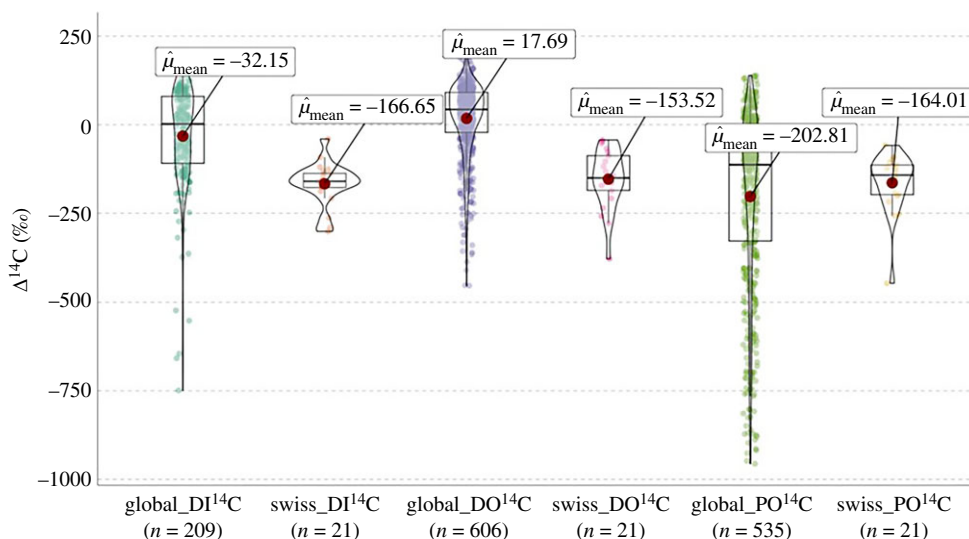 250
0
−250
−500
−750
−1000
Δ¹⁴C (‰)
μ̂mean = −32.15
μ̂mean = −166.65
μ̂mean = 17.69
μ̂mean = −153.52
μ̂mean = −202.81
μ̂mean = −164.01
global_DI¹⁴C
(n = 209)
swiss_DI¹⁴C
(n = 21)
global_DO¹⁴C
(n = 606)
swiss_DO¹⁴C
(n = 21)
global_PO¹⁴C
(n = 535)
swiss_PO¹⁴C
(n = 21)